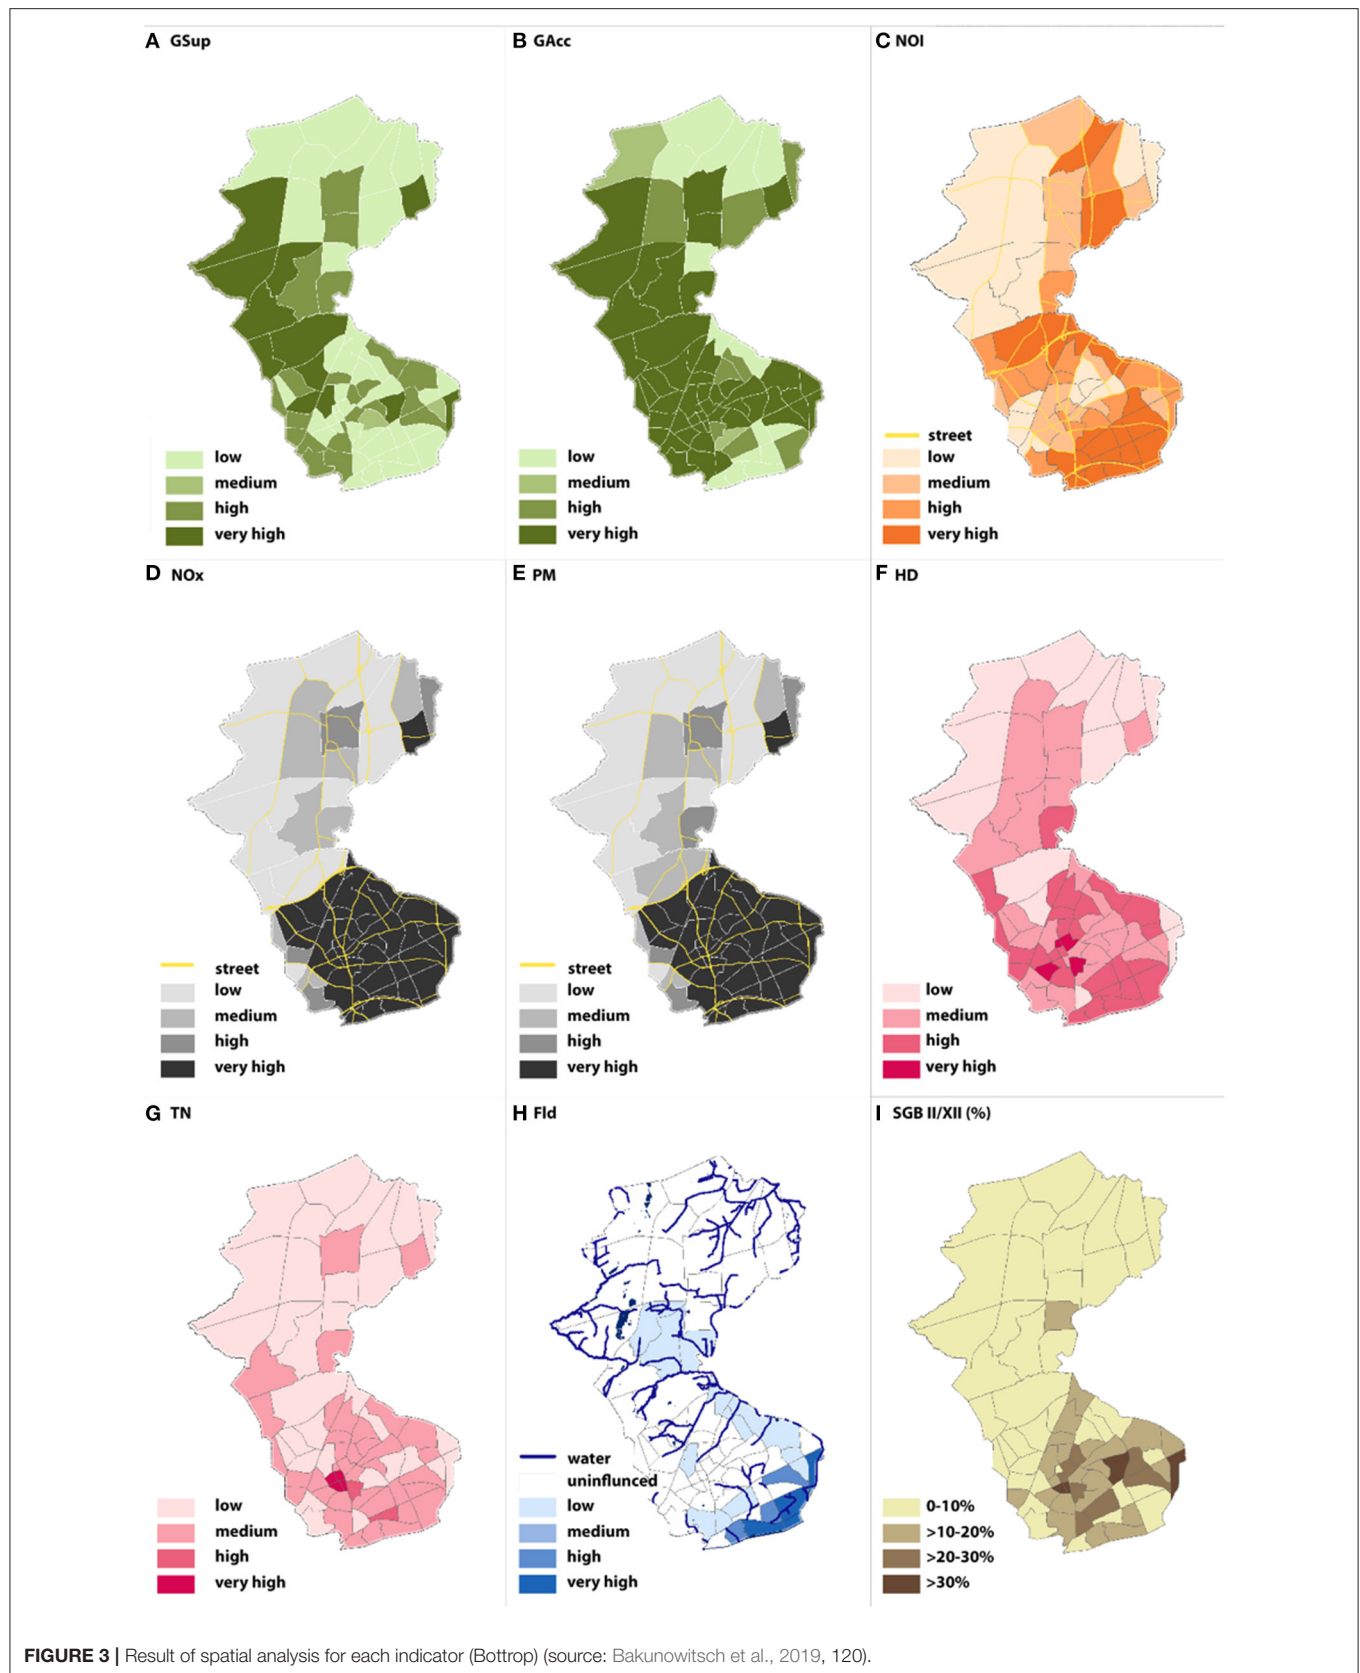 A GSup
B GAcc
C NOI
low
medium
high
very high
low
medium
high
very high
street
low
medium
high
very high
D NOx
E PM
F HD
street
low
medium
high
very high
street
low
medium
high
very high
low
medium
high
very high
G TN
H Fld
I SGB II/XII (%)
low
medium
high
very high
water
uninflunced
low
medium
high
very high
0-10%
>10-20%
>20-30%
>30%
FIGURE 3 | Result of spatial analysis for each indicator (Bottrop) (source: Bakunowitsch et al., 2019, 120).